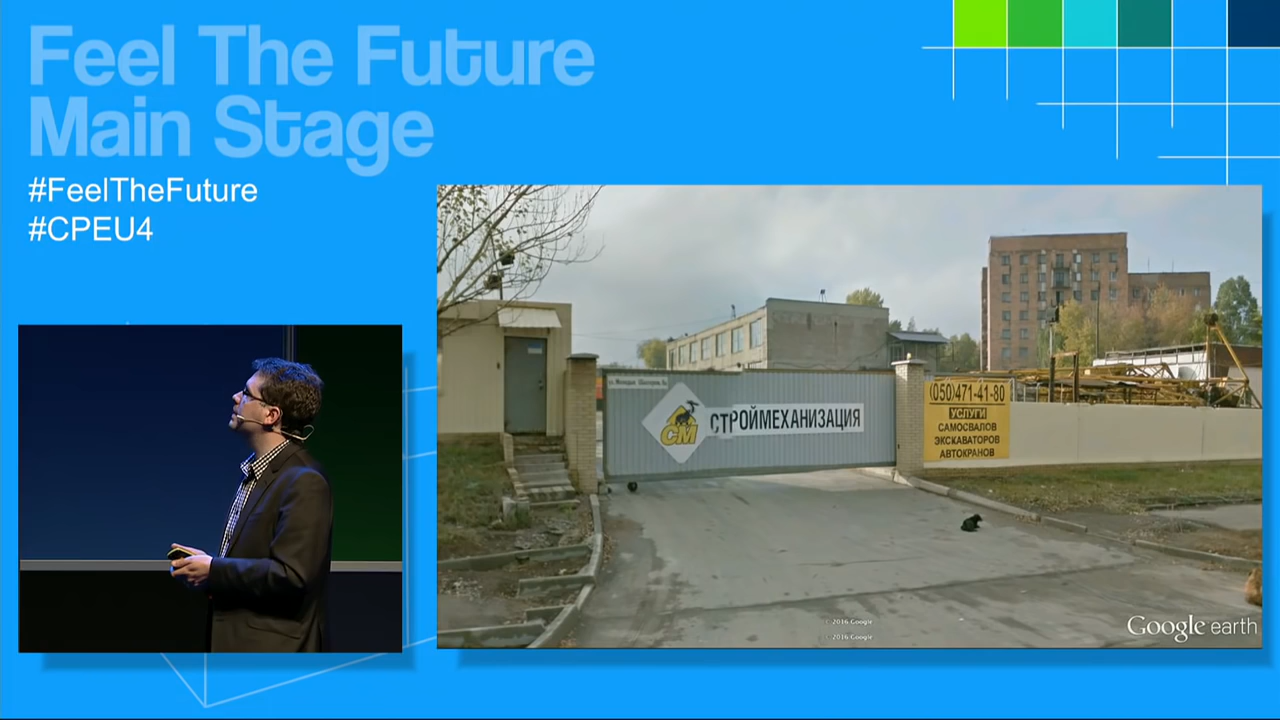 Feel The Future
Main Stage
#FeelTheFuture
#CPEU4
СМ
СТРОЙМЕХАНИЗАЦИЯ
(050)471-41-80
УСЛУГИ
САМОСВАЛОВ
ЭКСКАВАТОРОВ
АВТОКРАНОВ
© 2016 Google
© 2016 Google
Google earth